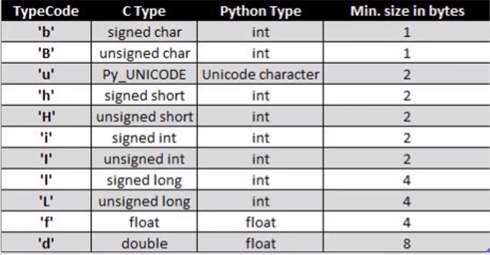 TypeCode C Type Python Type Min. size in bytes
'b' signed char int 1
'B' unsigned char int 1
'u' Py_UNICODE Unicode character 2
'h' signed short int 2
'H' unsigned short int 2
'i' signed int int 2
'I' unsigned int int 2
'l' signed long int 4
'L' unsigned long int 4
'f' float float 4
'd' double float 8